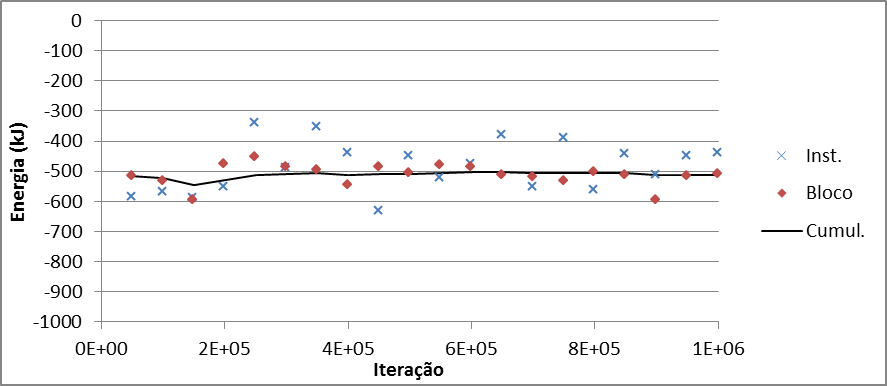 0
-100
-200
-300
-400
-500
-600
-700
-800
-900
-1000
Energia (kJ)
0E+00 2E+05 4E+05 6E+05 8E+05 1E+06
Iteração
Inst.
Bloco
Cumul.